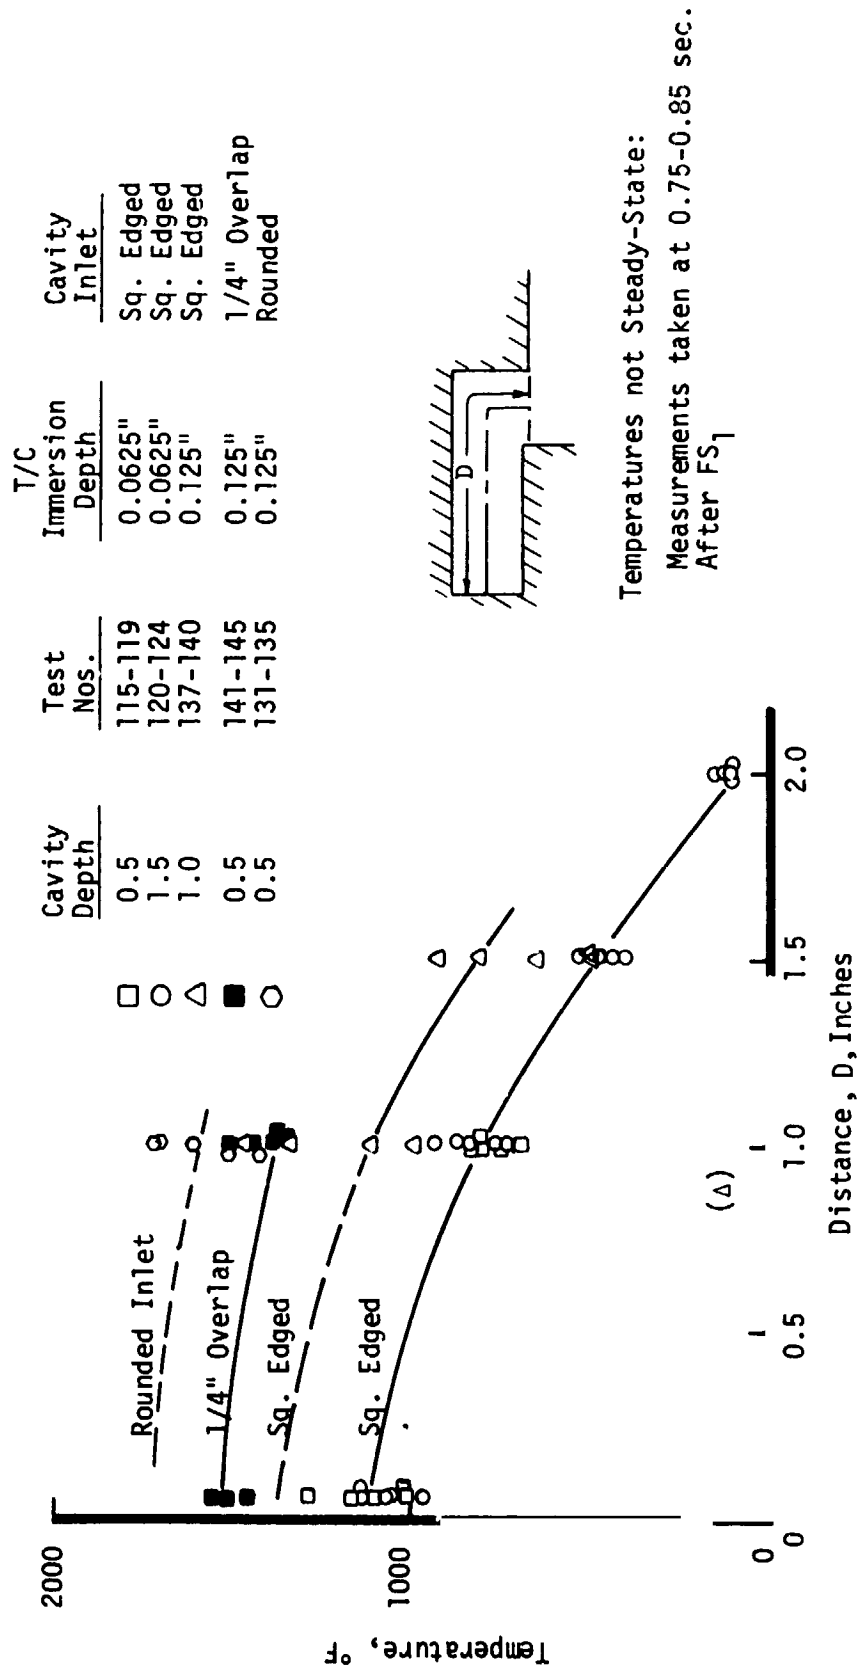 T/C
Cavity Test Immersion Cavity
Depth Nos. Depth Inlet
0.5 115-119 0.0625" Sq. Edged
1.5 120-124 0.0625" Sq. Edged
1.0 137-140 0.125" Sq. Edged
0.5 141-145 0.125" 1/4" Overlap
0.5 131-135 0.125" Rounded
2000
1000
0
Temperature, °F
Rounded Inlet
1/4" Overlap
Sq. Edged
Sq. Edged
D
Temperatures not Steady-State:
Measurements taken at 0.75-0.85 sec.
After FS1
(Δ)
0 0.5 1.0 1.5 2.0
Distance, D, Inches